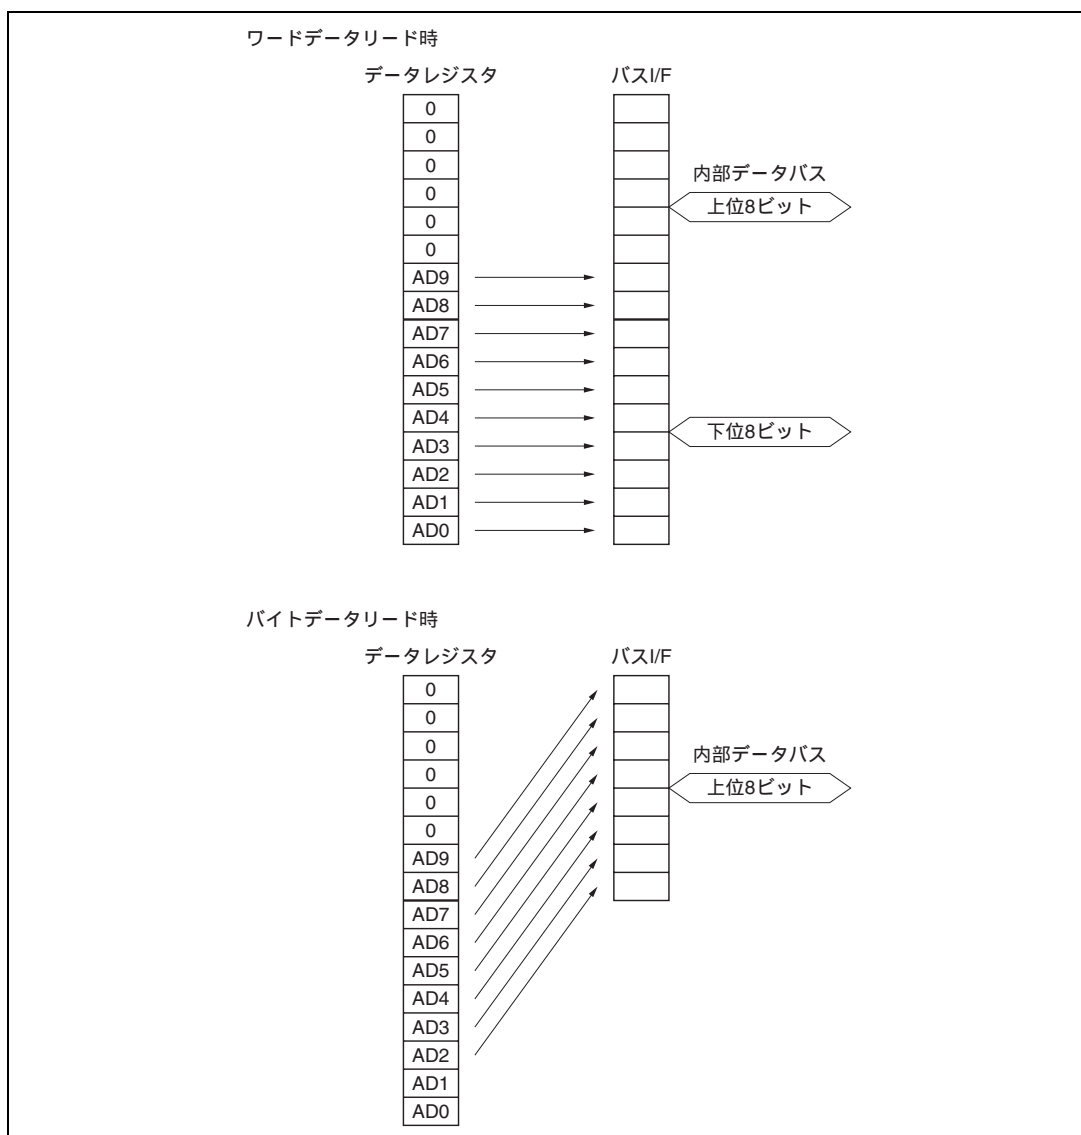 ワードデータリード時
データレジスタ バスI/F
0
0
0
0 内部データバス
上位8ビット
0
0
AD9
AD8
AD7
AD6
AD5
AD4
下位8ビット
AD3
AD2
AD1
AD0
バイトデータリード時
データレジスタ バスI/F
0
0
0
0 内部データバス
上位8ビット
0
0
AD9
AD8
AD7
AD6
AD5
AD4
AD3
AD2
AD1
AD0